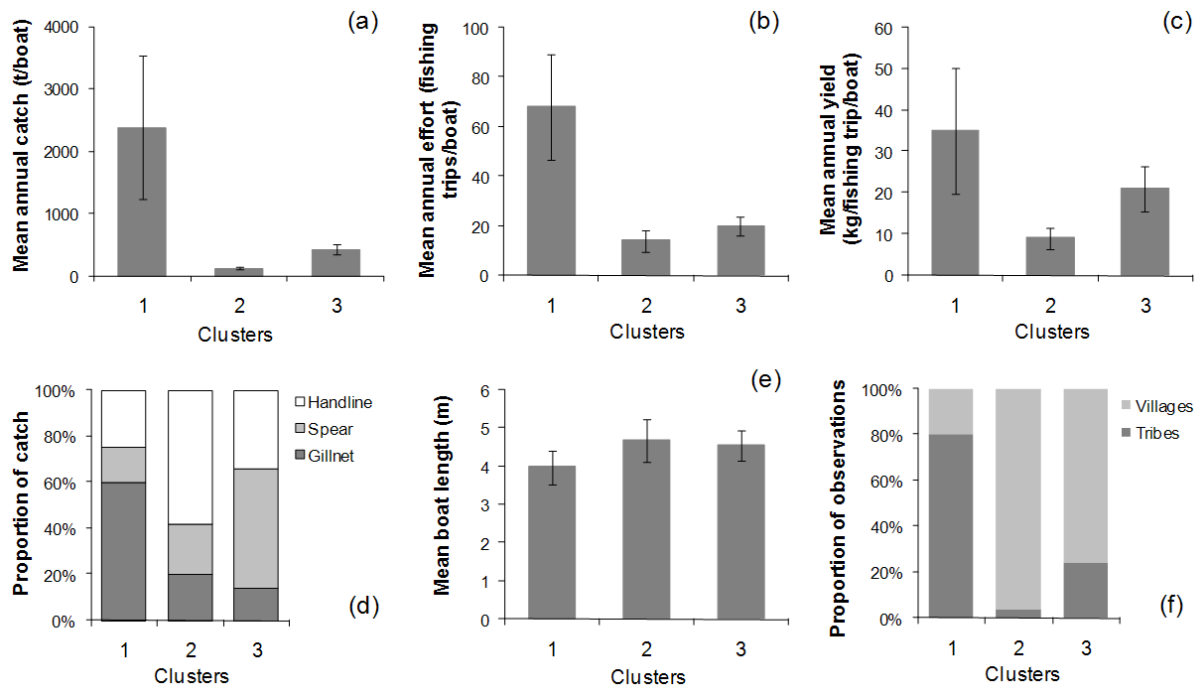 (a)
Mean annual catch (t/boat)
4000
3000
2000
1000
0
1 2 3
Clusters
(b)
Mean annual effort (fishing
trips/boat)
100
80
60
40
20
0
1 2 3
Clusters
(c)
Mean annual yield
(kg/fishing trip/boat)
60
50
40
30
20
10
0
1 2 3
Clusters
Proportion of catch
100%
80%
60%
40%
20%
0%
1 2 3
Clusters
Handline
Spear
Gillnet
(d)
(e)
Mean boat length (m)
6
5
4
3
2
1
0
1 2 3
Clusters
Proportion of observations
100%
80%
60%
40%
20%
0%
1 2 3
Clusters
Villages
Tribes
(f)